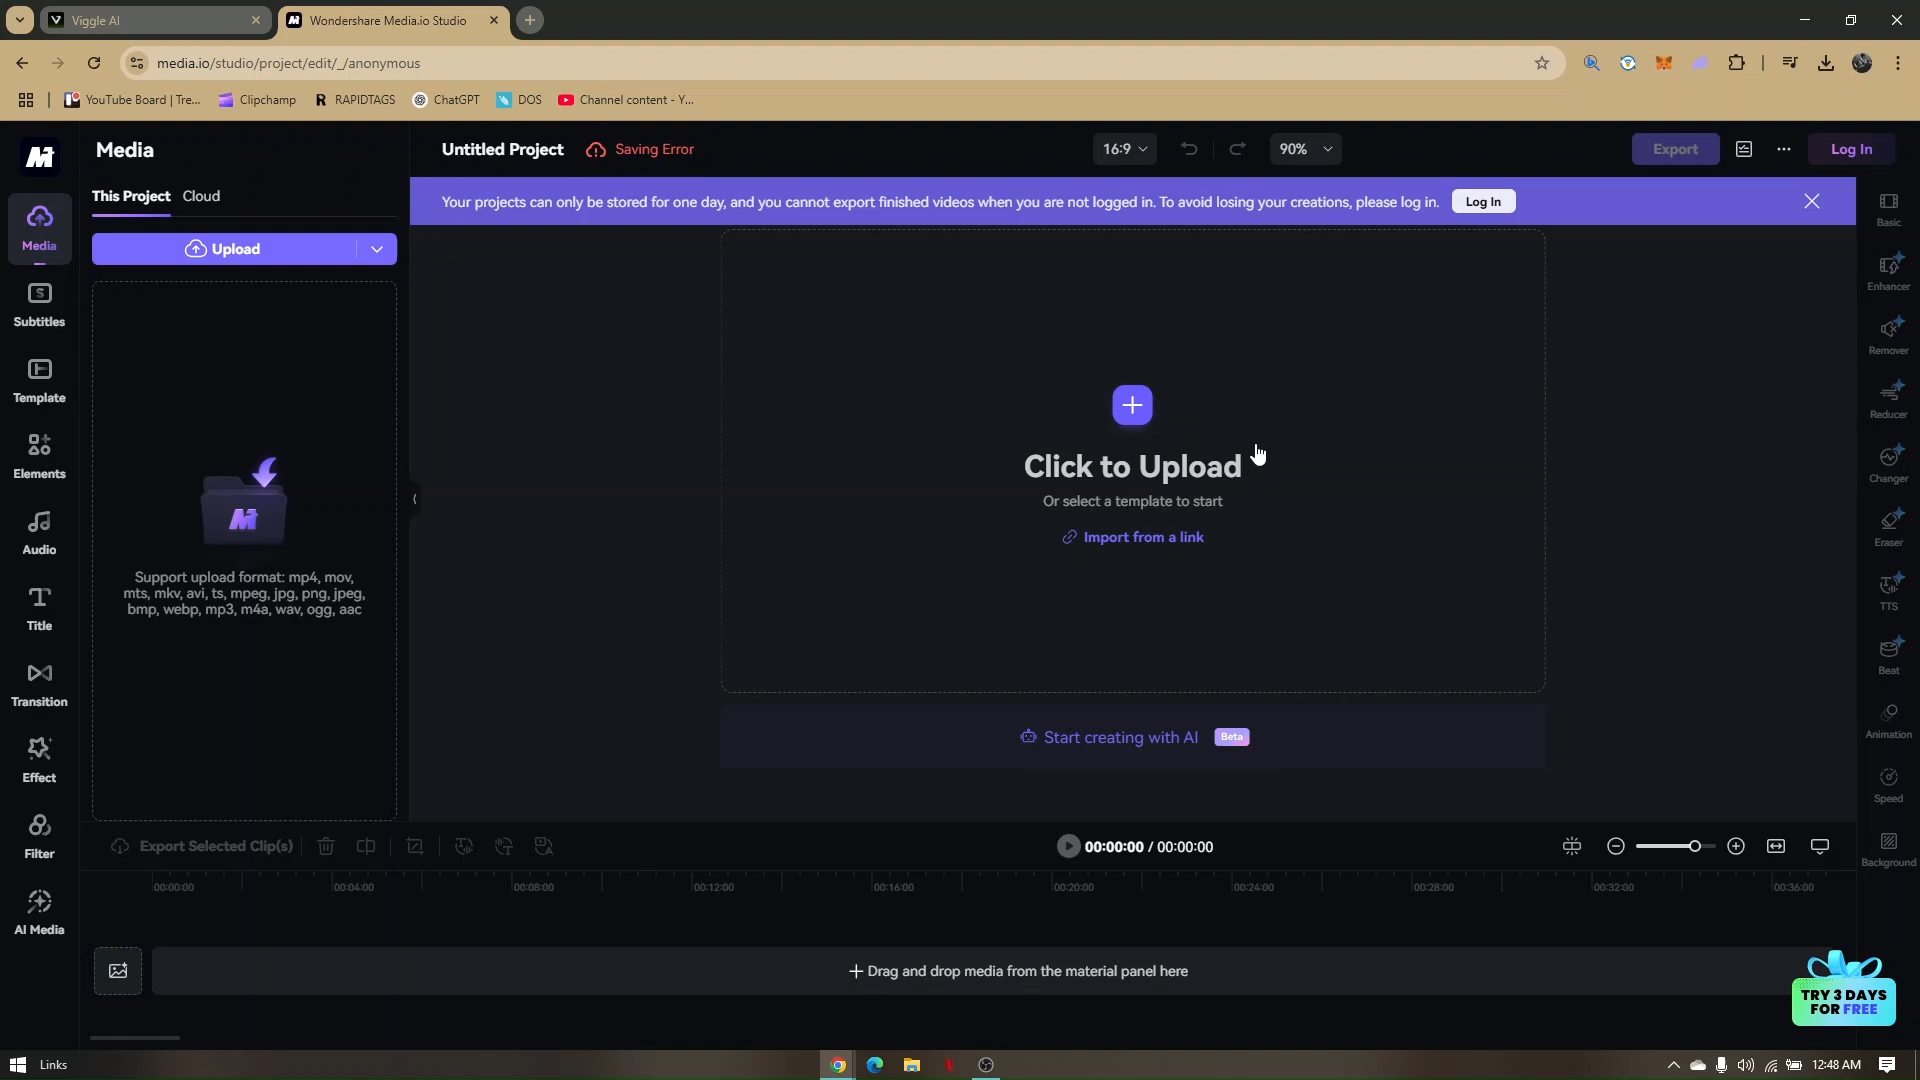 Viggle AI
Wondershare Media.io Studio
media.io/studio/project/edit/_/anonymous
YouTube Board | Tre...
Clipchamp
RAPIDTAGS
ChatGPT
DOS
Channel content - Y...
Media
Untitled Project
Saving Error
16:9
90%
Export
Log In
This Project
Cloud
Your projects can only be stored for one day, and you cannot export finished videos when you are not logged in. To avoid losing your creations, please log in.
Log In
Upload
Media
Subtitles
Template
Elements
Audio
Title
Transition
Effect
Filter
AI Media
Support upload format: mp4, mov,
mts, mkv, avi, ts, mpeg, jpg, png, jpeg,
bmp, webp, mp3, m4a, wav, ogg, aac
Click to Upload
Or select a template to start
Import from a link
Start creating with AI
Beta
Basic
Enhancer
Remover
Reducer
Changer
Eraser
TTS
Beat
Animation
Speed
Background
Export Selected Clip(s)
00:00:00 / 00:00:00
00:00:00
00:04:00
00:08:00
00:12:00
00:16:00
00:20:00
00:24:00
00:28:00
00:32:00
00:36:00
Drag and drop media from the material panel here
TRY 3 DAYS
FOR FREE
Links
12:48 AM